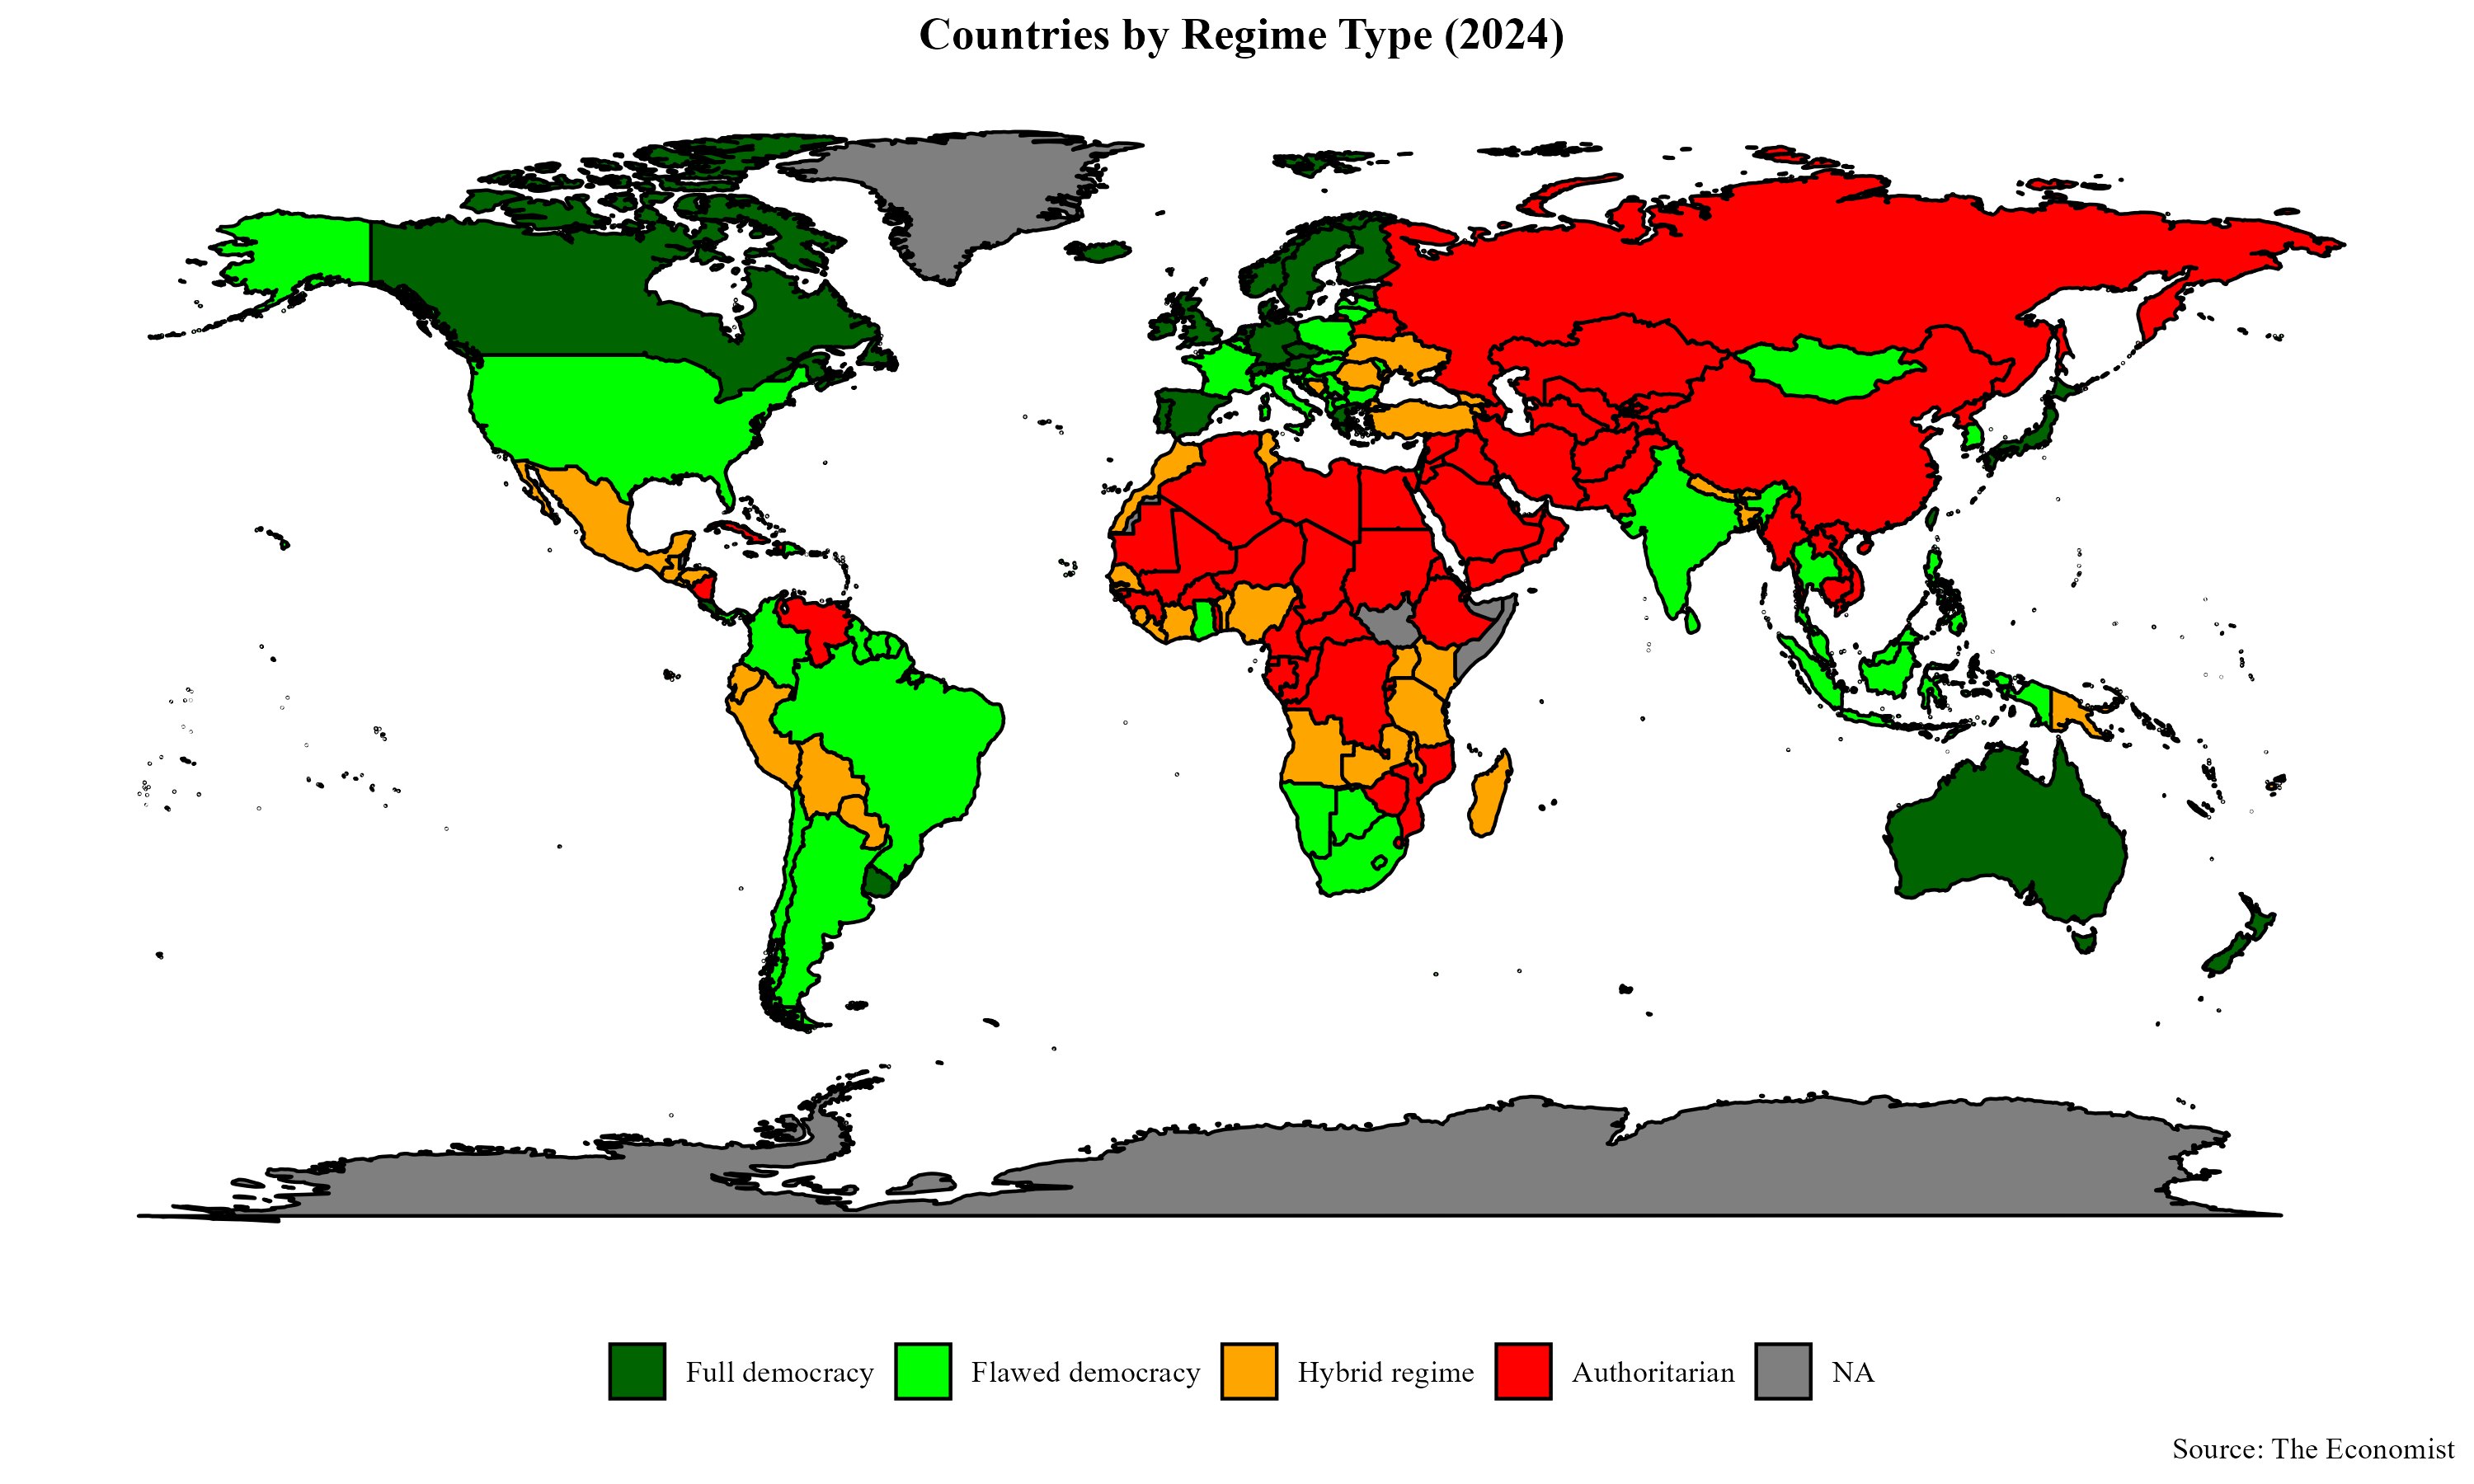 Countries by Regime Type (2024)
Full democracy Flawed democracy Hybrid regime Authoritarian NA
Source: The Economist